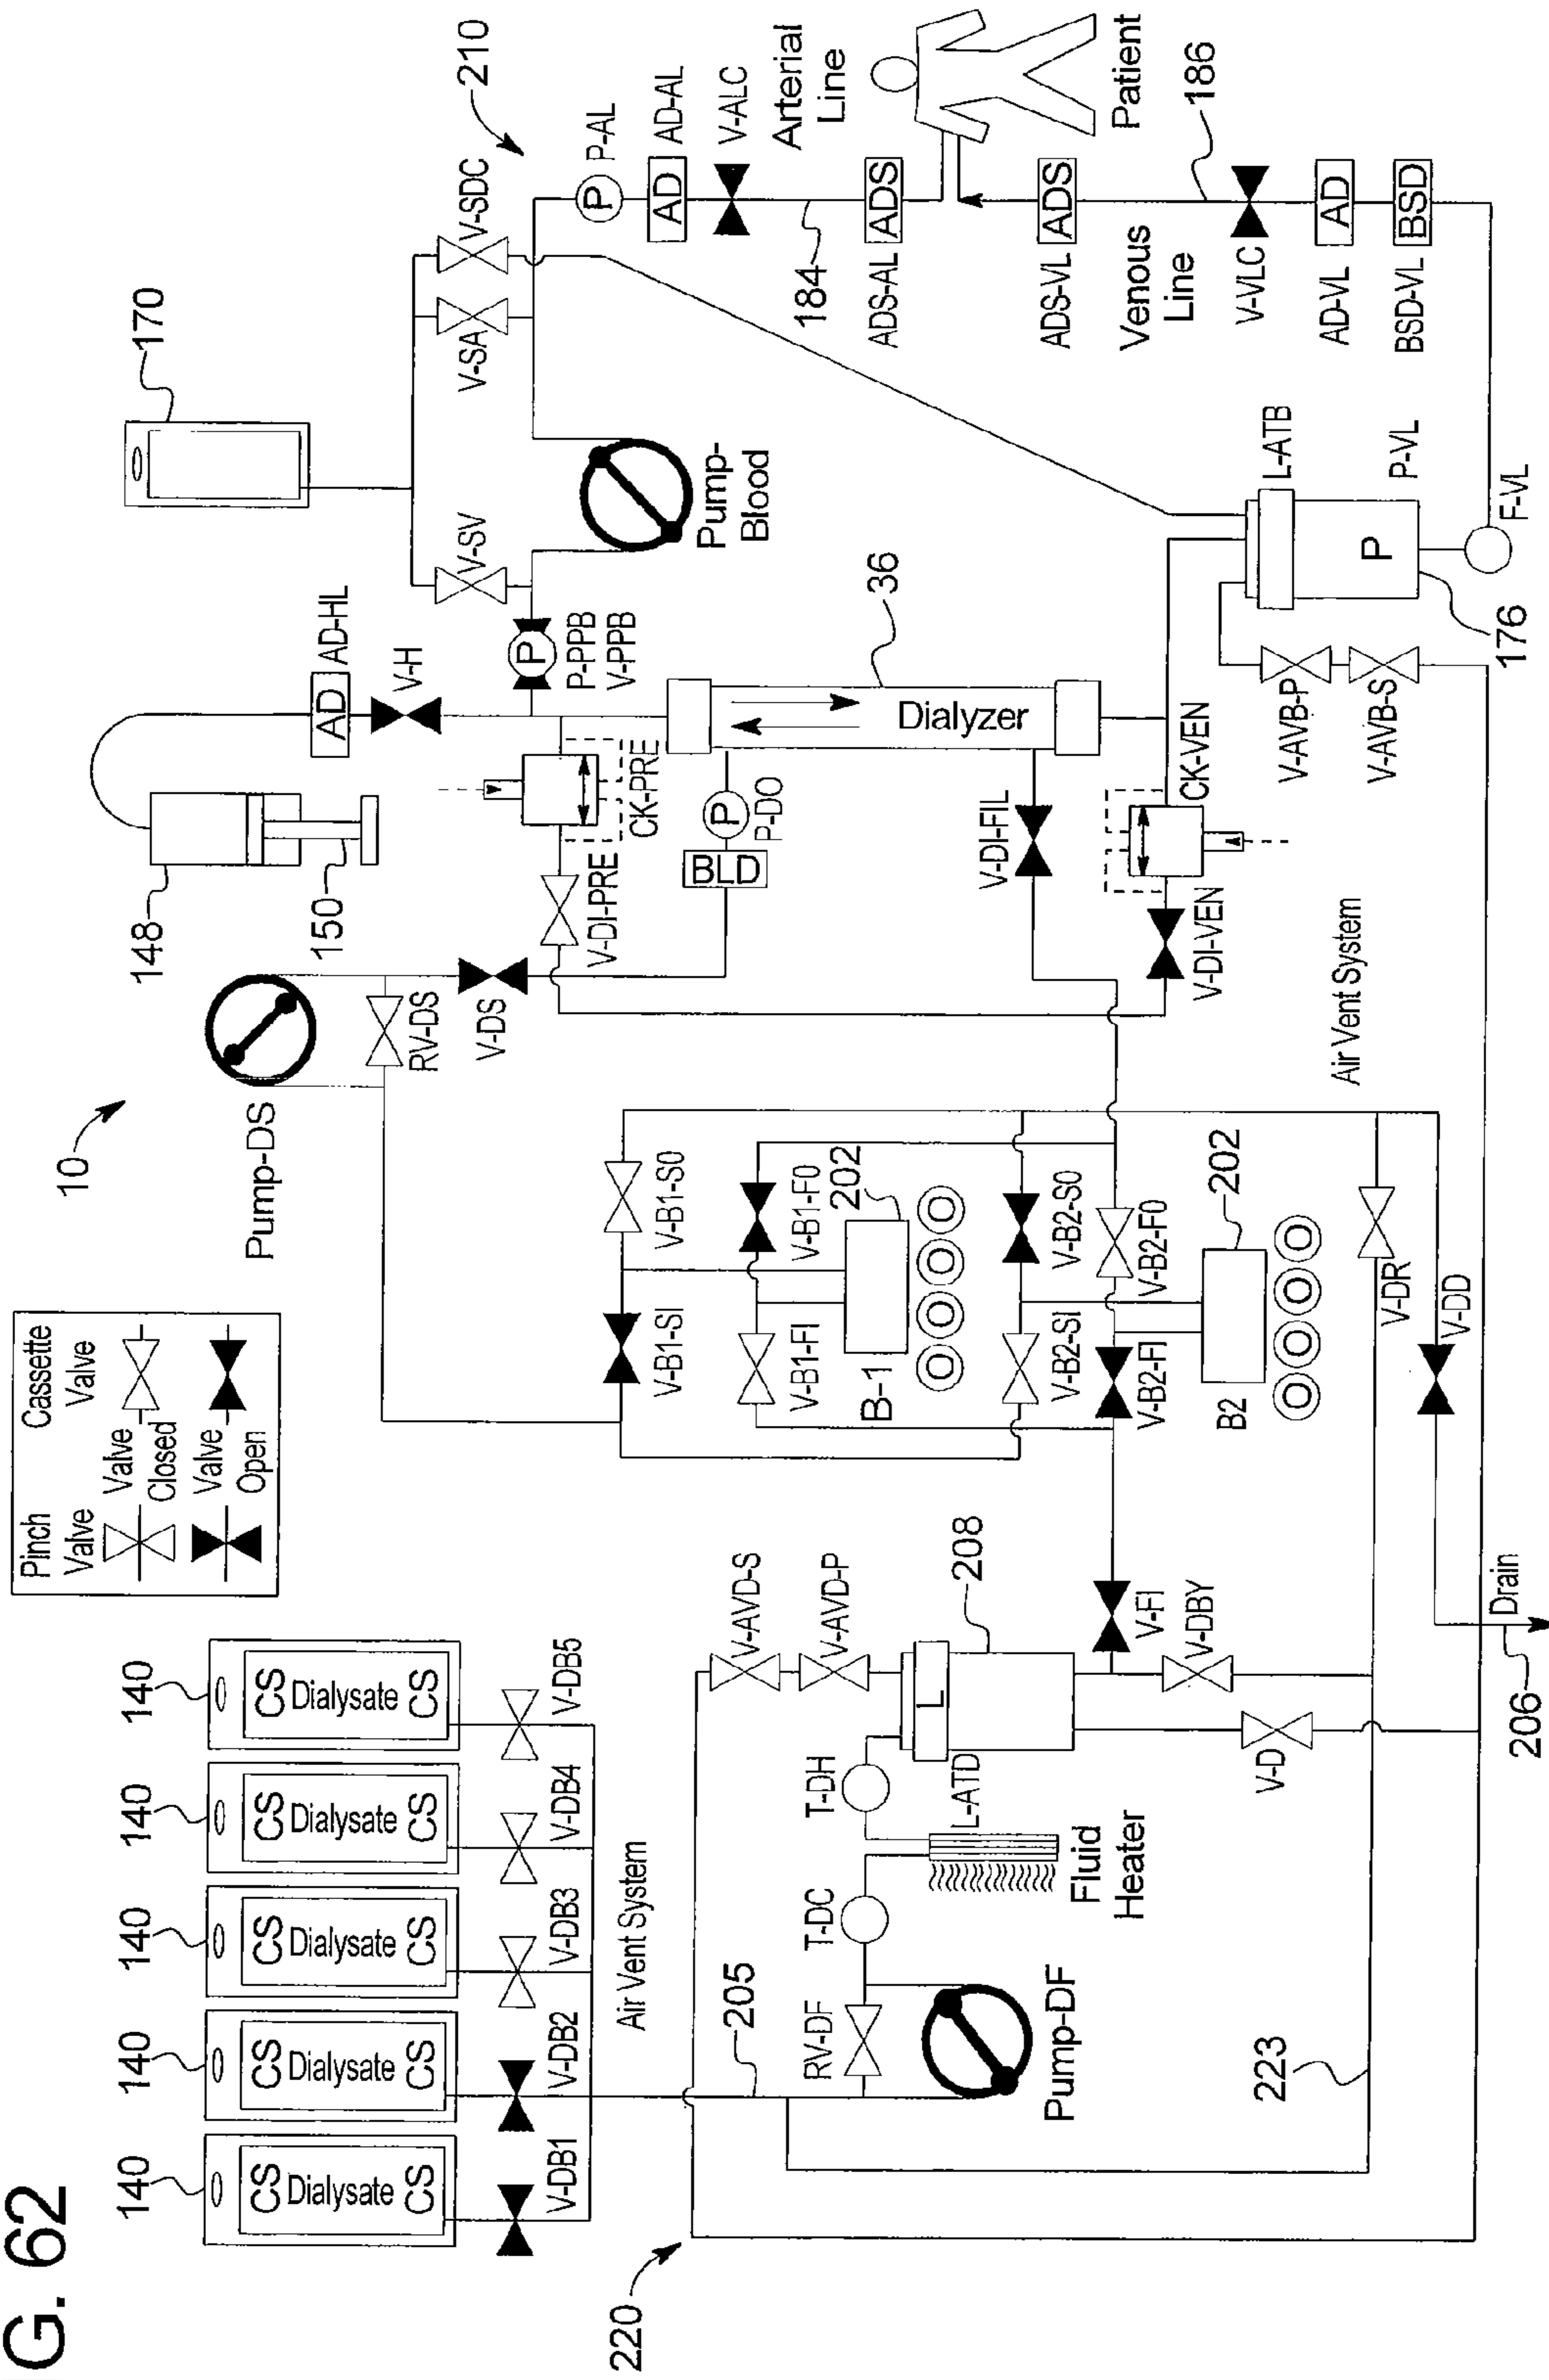 G. 62
Pinch
Valve
Cassette
Valve
Valve
Closed
Valve
Open
10
140
140
140
140
140
CS Dialysate CS
CS Dialysate CS
CS Dialysate CS
CS Dialysate CS
CS Dialysate CS
V-DB1
V-DB2
V-DB3
V-DB4
V-DB5
Air Vent System
220
205
RV-DF
Pump-DF
T-DC
T-DH
Fluid
Heater
L-ATD
L
V-AVD-S
V-AVD-P
208
V-FI
V-DBY
V-D
223
206
Drain
Pump-DS
RV-DS
V-DS
V-B1-SI
V-B1-S0
V-B1-FI
V-B1-F0
B-1
202
O O O O
V-B2-SI
V-B2-S0
V-B2-FI
V-B2-F0
B2
202
O O O O
V-DR
V-DD
Air Vent System
148
150
AD
AD-HL
V-H
V-DI-PRE
CK-PRE
P
P-PPB
V-PPB
BLD
P
P-DO
Dialyzer
36
V-DI-FIL
V-DI-VEN
CK-VEN
170
V-SV
V-SA
V-SDC
Pump-
Blood
210
P
P-AL
AD
AD-AL
V-ALC
Arterial
Line
184
ADS
ADS-AL
Patient
ADS
ADS-VL
Venous
Line
186
V-VLC
AD
AD-VL
BSD
BSD-VL
L-ATB
P
P-VL
F-VL
176
V-AVB-P
V-AVB-S